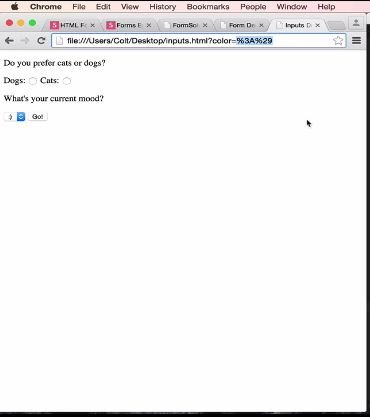 Chrome File Edit View History Bookmarks People Window Help
HTML F Forms E FormSol Form De Inputs D
file:///Users/Colt/Desktop/inputs.html?color=%3A%29
Do you prefer cats or dogs?
Dogs: Cats:
What's your current mood?
:) Go!